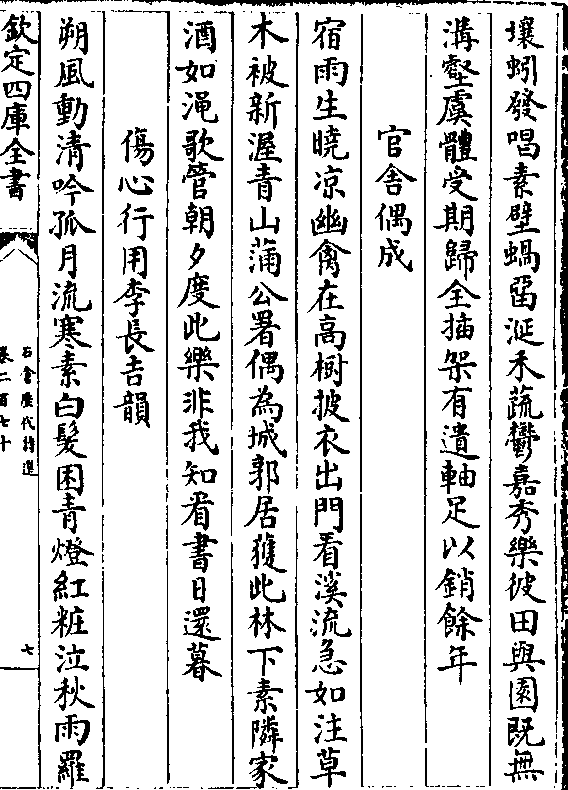 壤蚓發唱素壁蝸留涎禾蔬鬱嘉秀樂彼田與園既無
溝壑虞體受期歸全揷架有遺軸足以銷餘年
官舍偶成
宿雨生曉凉幽禽在高樹披衣出門看溪流急如注草
木被新渥青山蒲公署偶為城郭居獲此林下素隣家
酒如澠歌管朝夕度此樂非我知看書日還暮
傷心行用李長吉韻
朔風動清吟孤月流寒素白髪困青燈紅粧泣秋雨羅
欽定四庫全書
石倉歷代詩選
卷二百七十
七